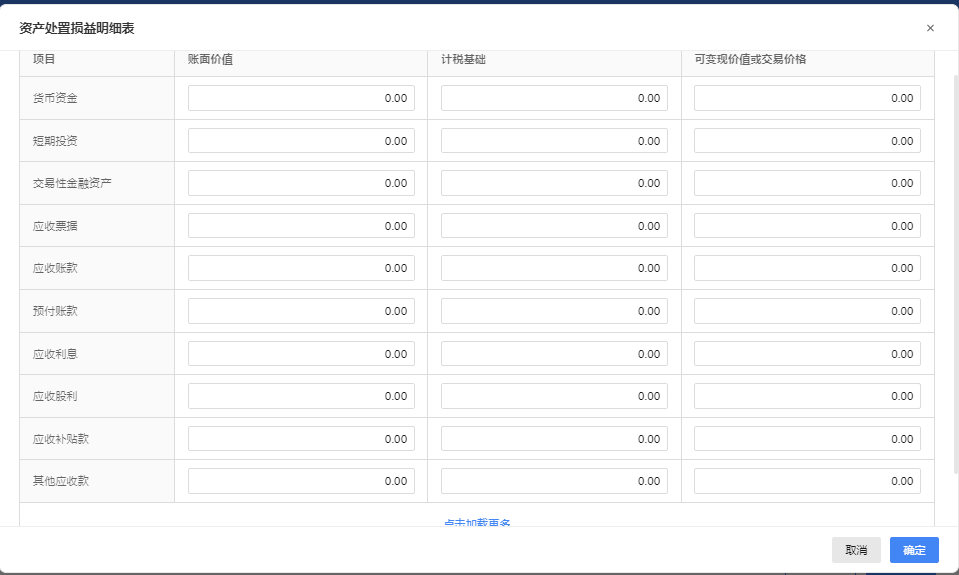 资产处置损益明细表 ×
项目 账面价值 计税基础 可变现价值或交易价格
货币资金 0.00 0.00 0.00
短期投资 0.00 0.00 0.00
交易性金融资产 0.00 0.00 0.00
应收票据 0.00 0.00 0.00
应收账款 0.00 0.00 0.00
预付账款 0.00 0.00 0.00
应收利息 0.00 0.00 0.00
应收股利 0.00 0.00 0.00
应收补贴款 0.00 0.00 0.00
其他应收款 0.00 0.00 0.00
点击加载更多
取消 确定